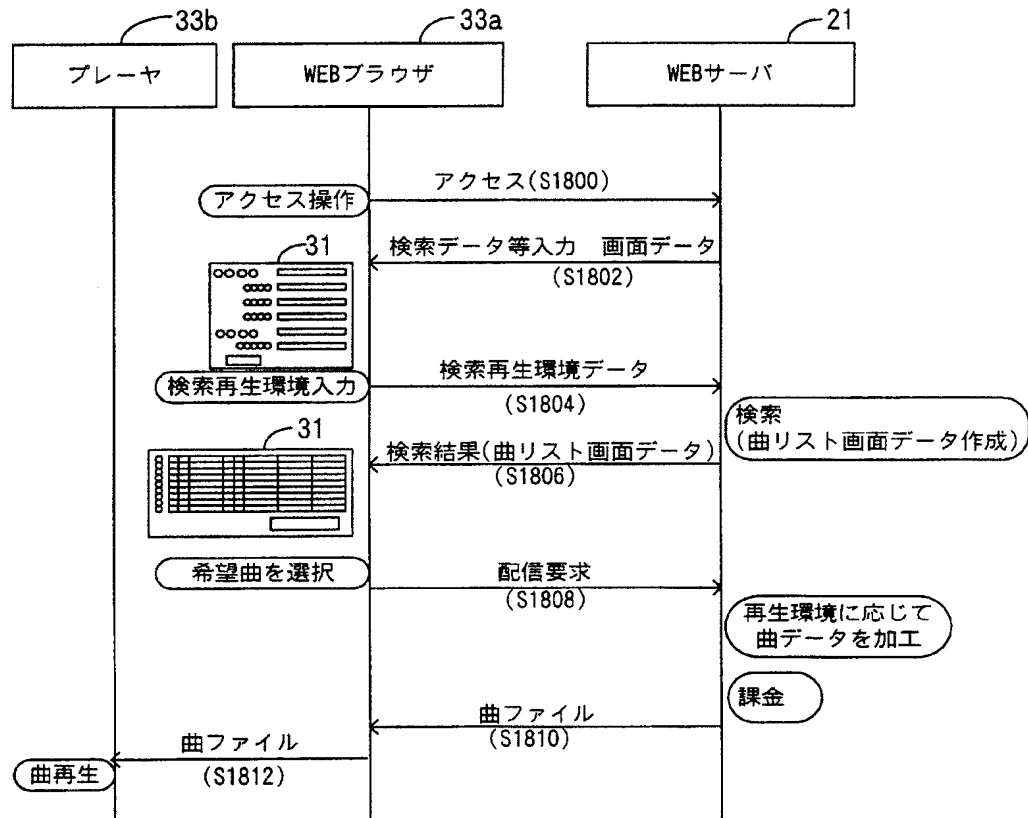 33b
33a
21
プレーヤ
WEBブラウザ
WEBサーバ
アクセス操作
アクセス(S1800)
31
検索データ等入力　画面データ
(S1802)
検索再生環境入力
検索再生環境データ
(S1804)
検索
(曲リスト画面データ作成)
31
検索結果(曲リスト画面データ)
(S1806)
希望曲を選択
配信要求
(S1808)
再生環境に応じて
曲データを加工
課金
曲ファイル
(S1810)
曲ファイル
(S1812)
曲再生